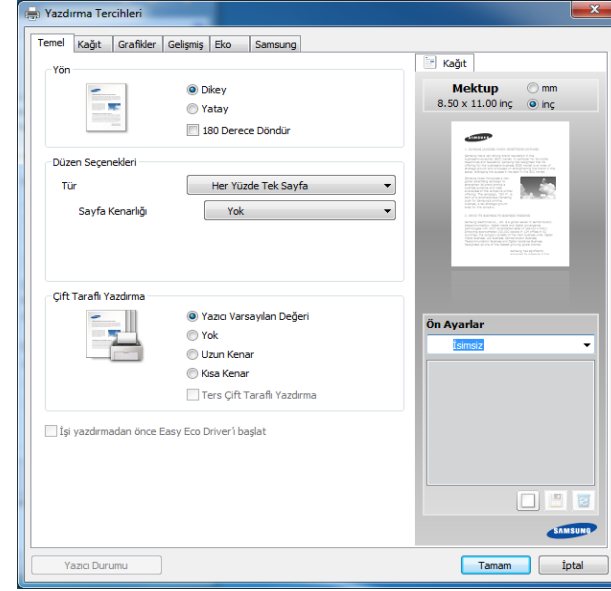 Yazdırma Tercihleri
Temel Kağıt Grafikler Gelişmiş Eko Samsung
Yön
Dikey
Yatay
180 Derece Döndür
Düzen Seçenekleri
Tür Her Yüzde Tek Sayfa
Sayfa Kenarlığı Yok
Çift Taraflı Yazdırma
Yazıcı Varsayılan Değeri
Yok
Uzun Kenar
Kısa Kenar
Ters Çift Taraflı Yazdırma
İşi yazdırmadan önce Easy Eco Driver'i başlat
Kağıt
Mektup mm
8.50 x 11.00 inç inç
Ön Ayarlar
İsimsiz
SAMSUNG
Yazıcı Durumu Tamam İptal